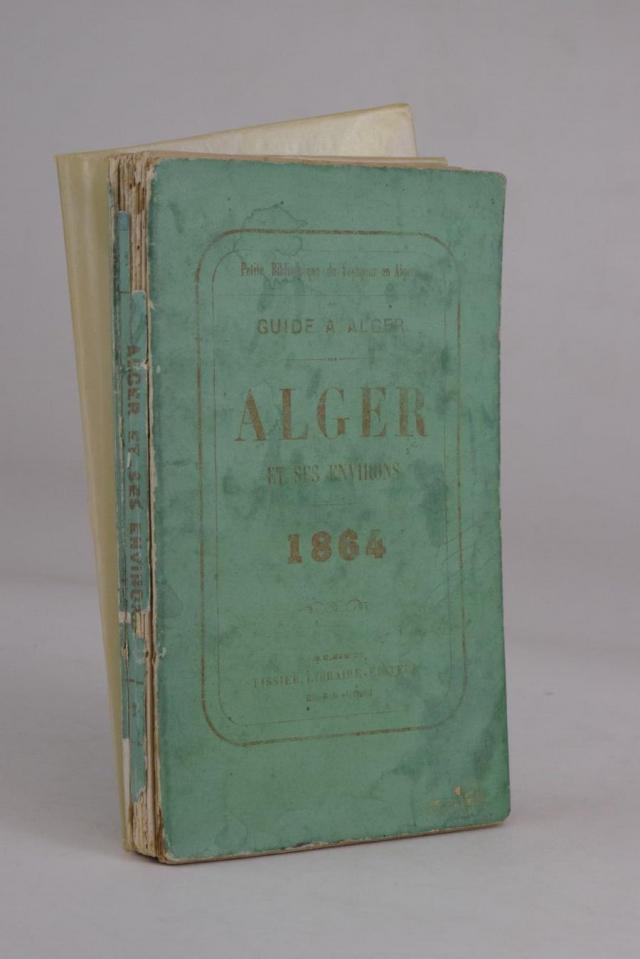 Petite Bibliothèque du Voyageur en Algérie
GUIDE A ALGER
ALGER
ET SES ENVIRONS
1864
TISSIER, LIBRAIRE-ÉDITEUR
ALGER ET SES ENVIRONS